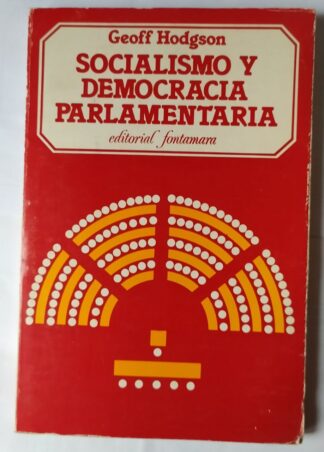 Geoff Hodgson
SOCIALISMO Y
DEMOCRACIA
PARLAMENTARIA
editorial fontamara